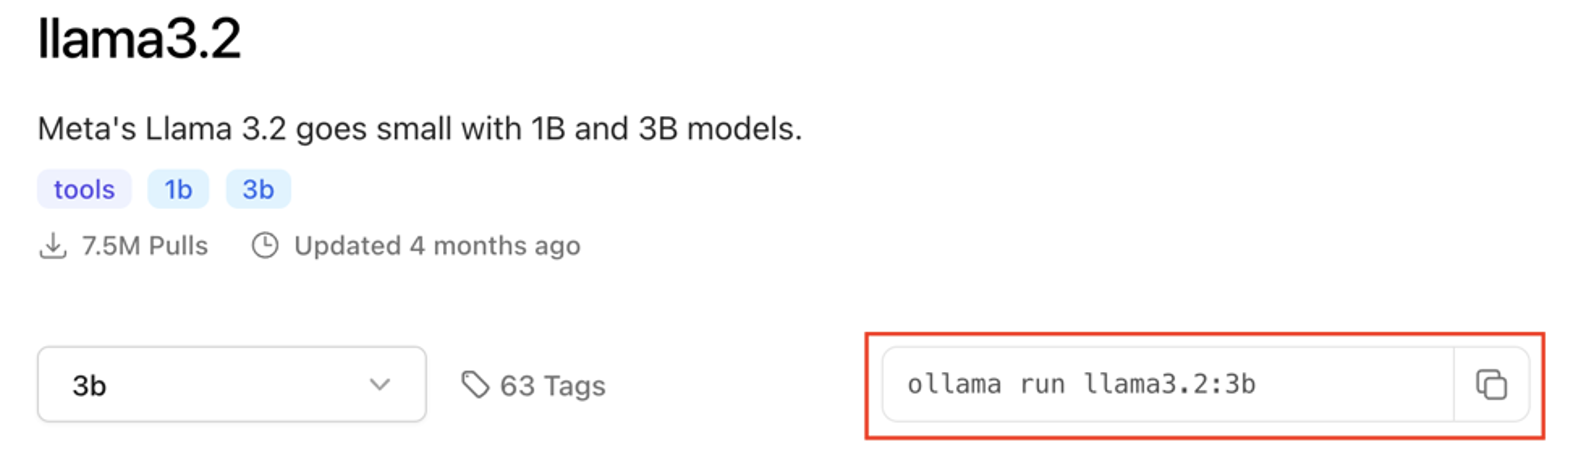 llama3.2
Meta's Llama 3.2 goes small with 1B and 3B models.
tools 1b 3b
7.5M Pulls Updated 4 months ago
3b 63 Tags ollama run llama3.2:3b